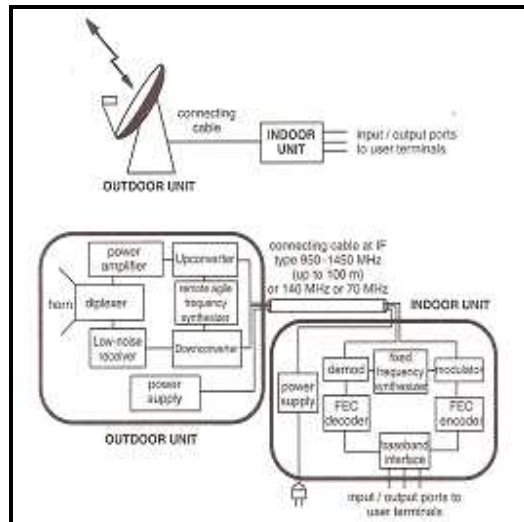 connecting
cable
INDOOR
UNIT
input / output ports
to user terminals
OUTDOOR UNIT
power
amplifier
Upconverter
connecting cable at IF
type 950-1450 MHz
(up to 100 m)
or 140 MHz or 70 MHz
INDOOR UNIT
horn
diplexer
remote agile
frequency
synthesizer
Low-noise
receiver
Downconverter
power
supply
OUTDOOR UNIT
power
supply
demod
fixed
frequency
synthesizer
modulator
FEC
decoder
FEC
encoder
baseband
interface
input / output ports to
user terminals